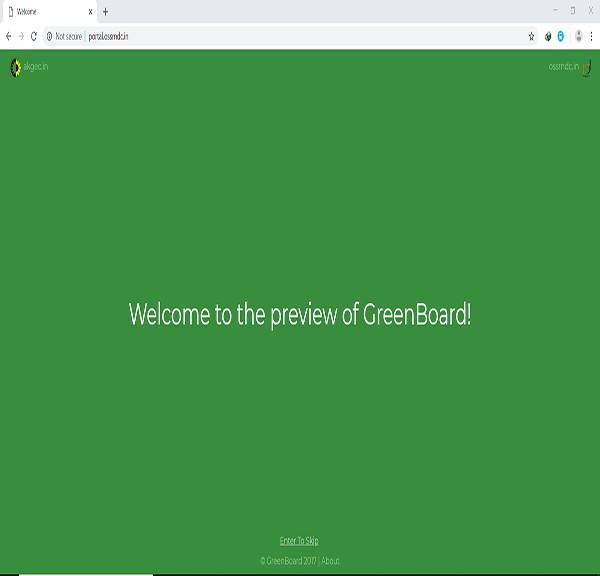 Welcome
Not secure | portal.ossmdc.in
akgec.in
ossmdc.in
Welcome to the preview of GreenBoard!
Enter To Skip
© GreenBoard 2017 | About